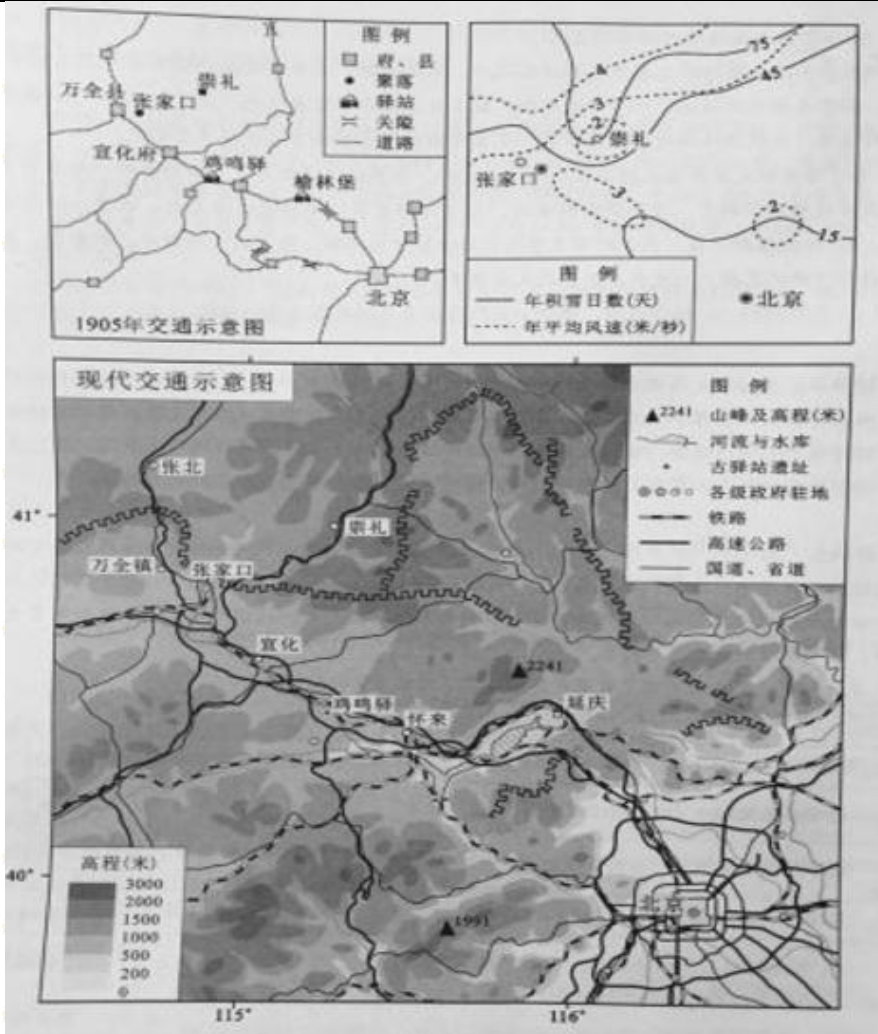 图 例
府、县
聚落
驿站
关隘
道路
崇礼
万全县
张家口
宣化府
鸡鸣驿
榆林堡
北京
1905年交通示意图
75
45
4
3
2
崇礼
张家口
3
2
15
图 例
年积雪日数(天)
年平均风速(米/秒)
北京
现代交通示意图
图 例
2241 山峰及高程(米)
河流与水库
古驿站遗址
各级政府驻地
铁路
高速公路
国道、省道
张北
41°
崇礼
万全镇
张家口
宣化
2241
鸡鸣驿
怀来
延庆
高程(米)
3000
2000
1500
1000
500
200
0
40°
北京
1991
115°
116°